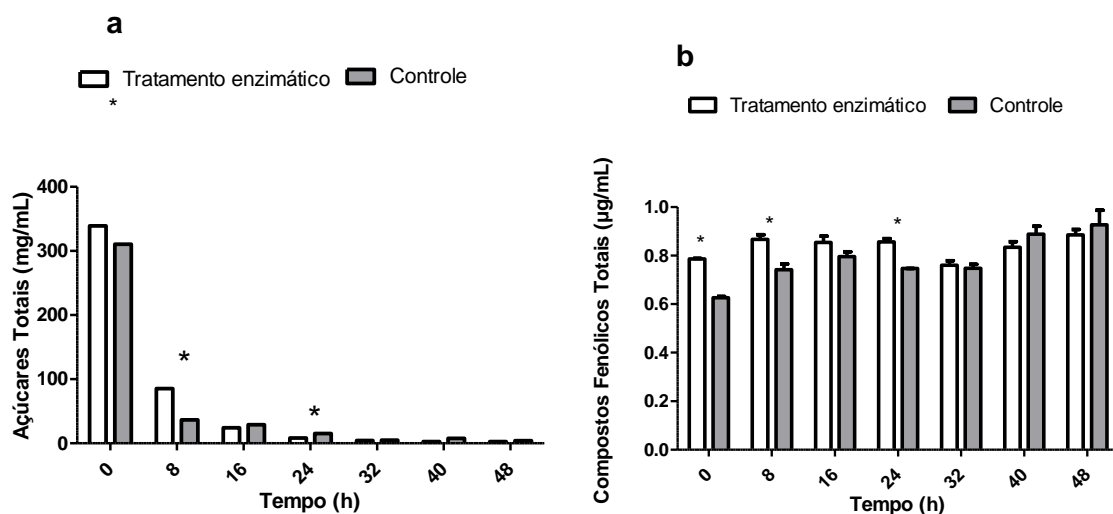 a
Tratamento enzimático Controle
*
Açúcares Totais (mg/mL)
400
300
200
100
0
*
*
0 8 16 24 32 40 48
Tempo (h)
b
Tratamento enzimático Controle
Compostos Fenólicos Totais (µg/mL)
1.0
0.8
0.6
0.4
0.2
0.0
* * *
0 8 16 24 32 40 48
Tempo (h)